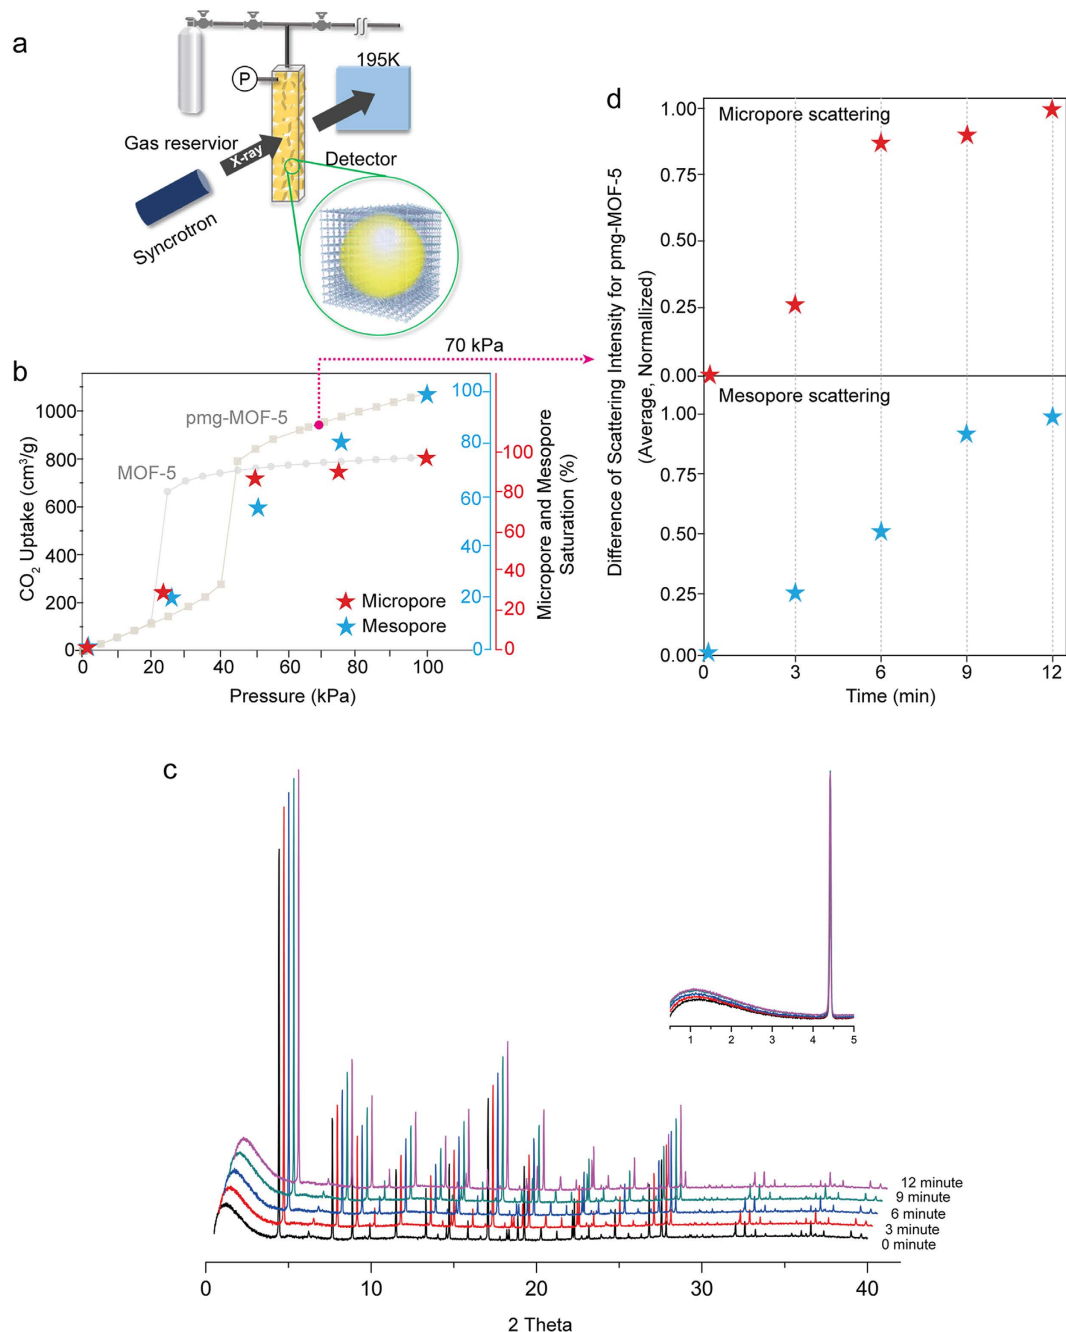 a
195K
P
Gas reservior
X-ray
Detector
Syncrotron
70 kPa
b
pmg-MOF-5
MOF-5
1000
800
600
400
200
0
CO2 Uptake (cm3/g)
0
20
40
60
80
100
Pressure (kPa)
Micropore
Mesopore
100
80
60
40
20
0
100
80
60
40
20
0
Micropore and Mesopore
Saturation (%)
d
Micropore scattering
1.00
0.75
0.50
0.25
0.00
Mesopore scattering
1.00
0.50
0.25
0.00
Difference of Scattering Intensity for pmg-MOF-5
(Average, Normallized)
0
3
6
9
12
Time (min)
c
1
2
3
4
5
12 minute
9 minute
6 minute
3 minute
0 minute
0
10
20
30
40
2 Theta